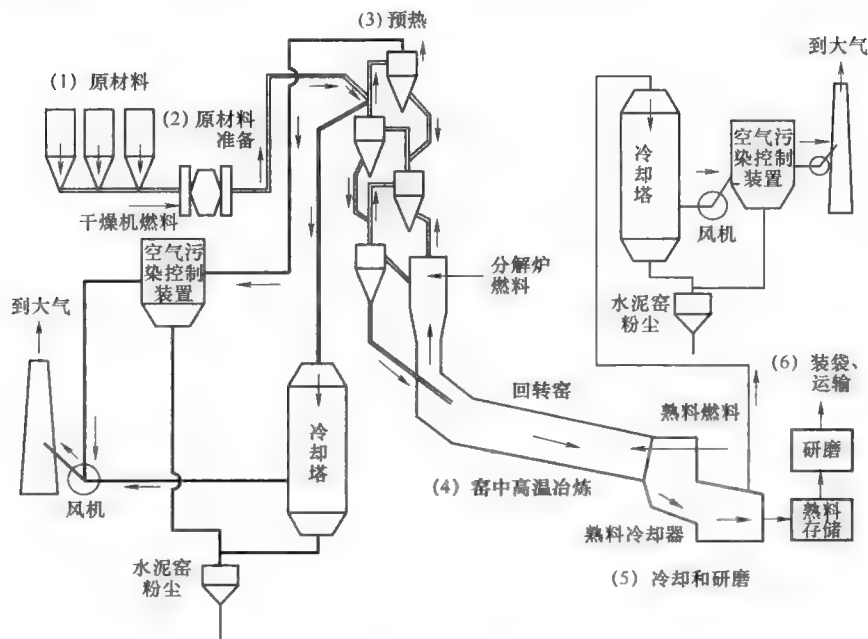 (3) 预热
到大气
(1) 原材料
(2) 原材料
准备
干燥机燃料
空气污
染控制
装置
到大气
风机
水泥窑
粉尘
冷却塔
分解炉
燃料
回转窑
(4) 窑中高温冶炼
熟料燃料
熟料冷却器
(5) 冷却和研磨
冷却塔
风机
空气污
染控制
装置
水泥窑
粉尘
(6) 装袋、
运输
研磨
熟料
存储